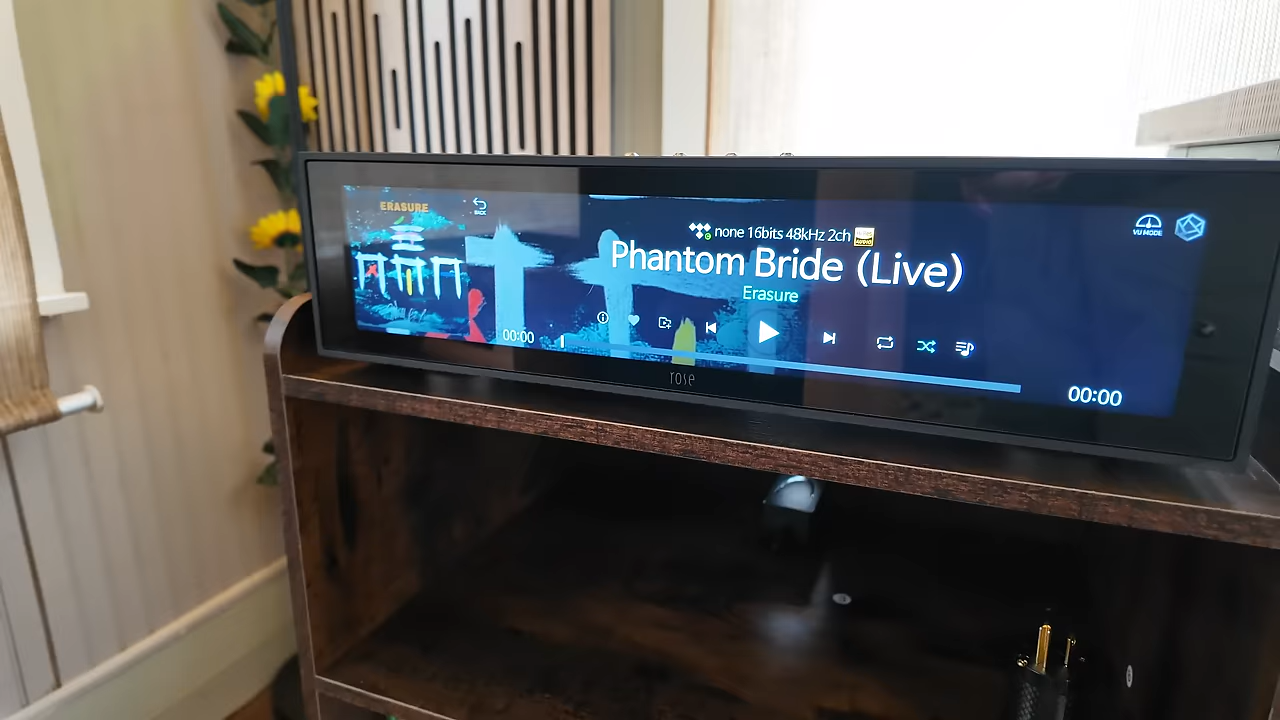 ERASURE
BACK
none 16bits 48kHz 2ch
Phantom Bride (Live)
Erasure
VU MODE
00:00
00:00
rose